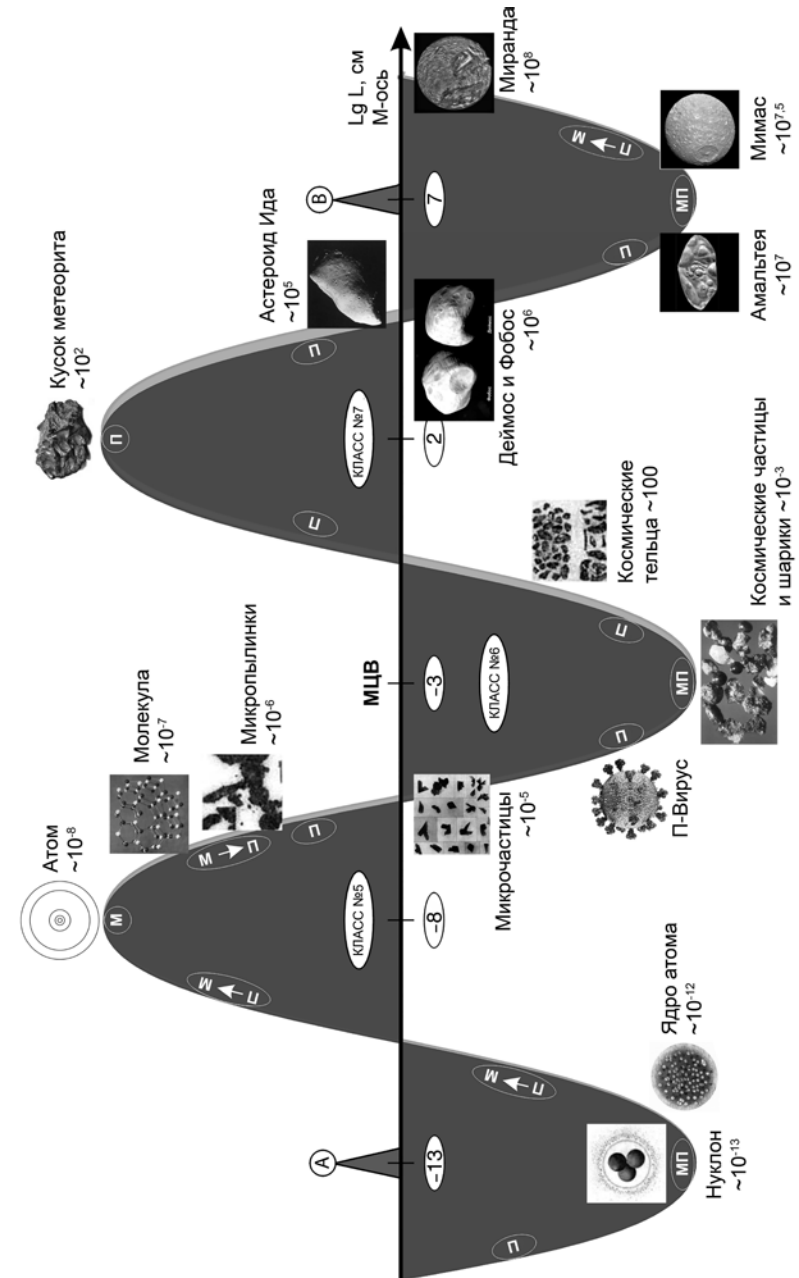 Атом
~10⁻⁸
Кусок метеорита
~10²
М
П
Молекула
~10⁻⁷
Микропылинки
~10⁻⁶
Астероид Ида
~10⁵
П М
М П
П
П
П
А
В
КЛАСС №5
КЛАСС №7
МЦВ
Lg L, см
М-ось
-13
-8
-3
2
7
Микрочастицы
~10⁻⁵
Деймос и Фобос
~10⁶
Миранда
~10⁸
КЛАСС №6
П
П М
П
П
П
П М
П-Вирус
Космические
тельца ~100
МП
МП
МП
Нуклон
~10⁻¹³
Ядро атома
~10⁻¹²
Космические частицы
и шарики ~10⁻³
Амальтея
~10⁷
Мимас
~10⁷,⁵